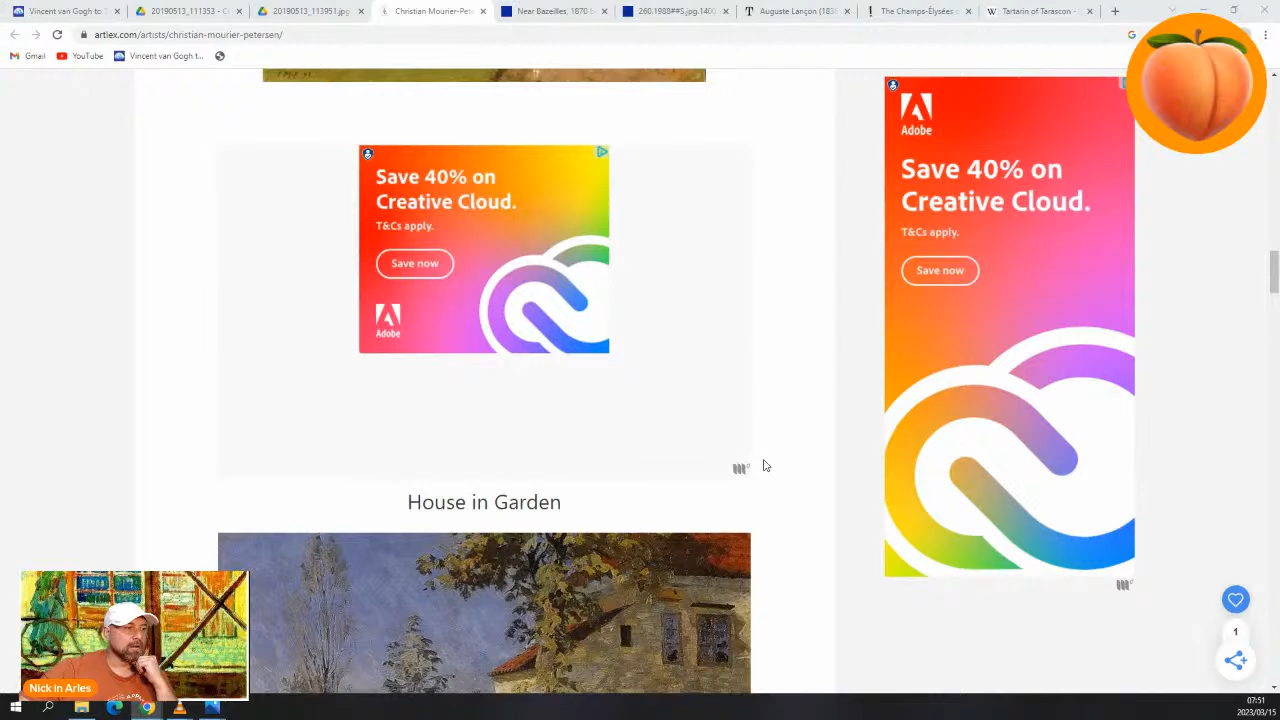 Vincent van Gogh to T
20190513_111353 - C
20190513_113951.jpg
Christian Mourier-Pete
Near Bazeilles, 1870 b
260.1988##S.jpg.1400
Auguste Lançon (183
The Champs-Élysées
Tartarin of Tarascon -
artlex.com/artists/christian-mourier-petersen/
Gmail
YouTube
Vincent van Gogh t...
Adobe
Save 40% on
Creative Cloud.
T&Cs apply.
Save now
Save 40% on
Creative Cloud.
T&Cs apply.
Save now
Adobe
House in Garden
1
Nick in Arles
07:51
2023/03/15